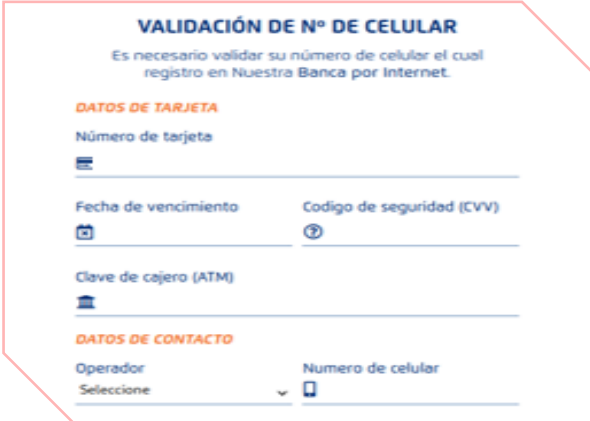 VALIDACIÓN DE Nº DE CELULAR
Es necesario validar su número de celular el cual
registro en Nuestra Banca por Internet.
DATOS DE TARJETA
Número de tarjeta
Fecha de vencimiento
Codigo de seguridad (CVV)
Clave de cajero (ATM)
DATOS DE CONTACTO
Operador
Numero de celular
Seleccione